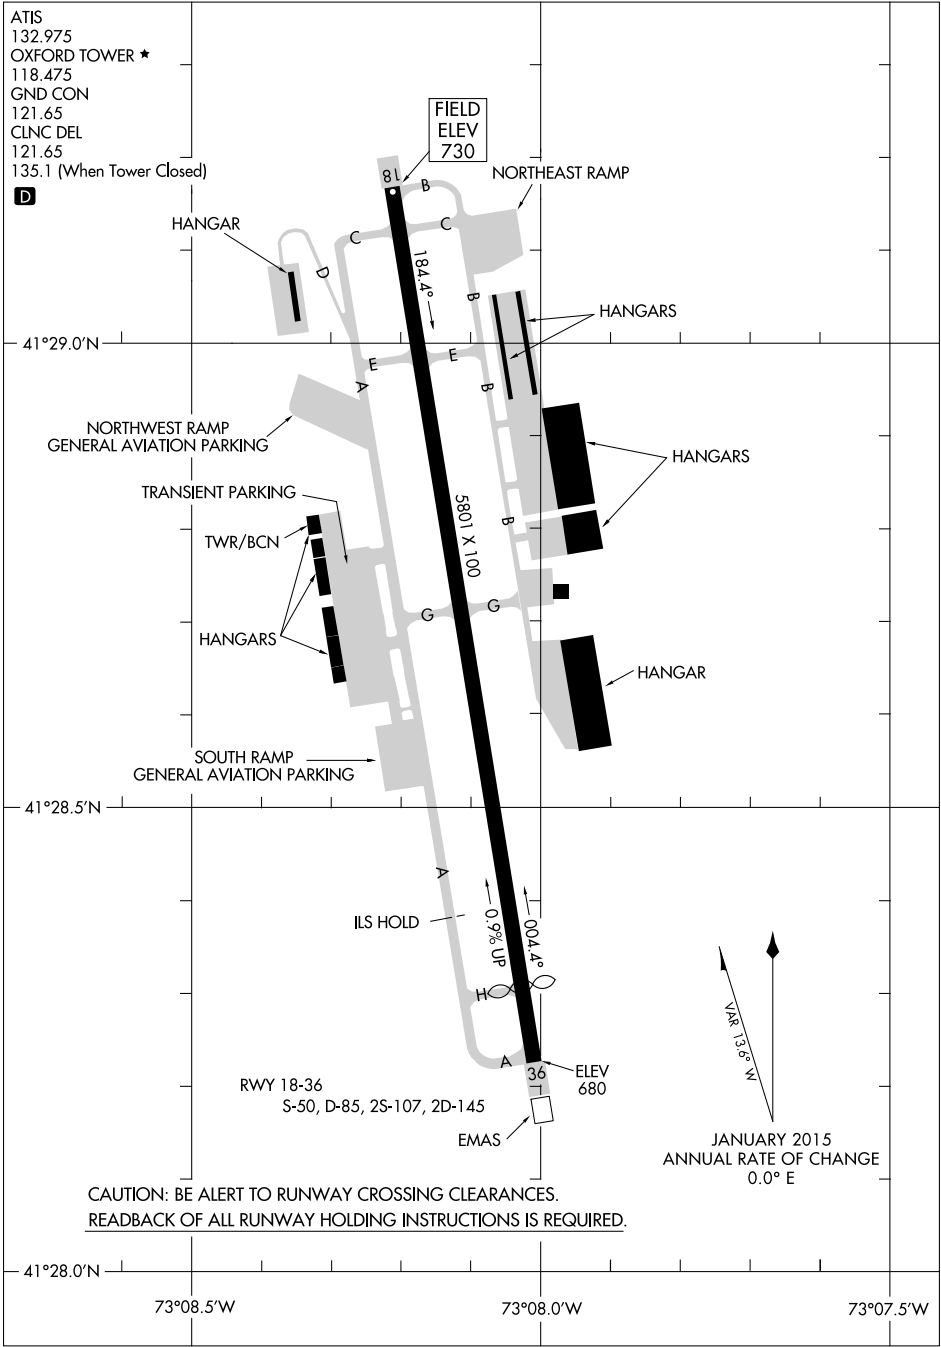 ATIS
132.975
OXFORD TOWER ★
118.475
GND CON
121.65
CLNC DEL
121.65
135.1 (When Tower Closed)
D
FIELD
ELEV
730
18
B
NORTHEAST RAMP
HANGAR
C
C
D
184.4°
B
HANGARS
41°29.0'N
E
E
A
B
NORTHWEST RAMP
GENERAL AVIATION PARKING
HANGARS
TRANSIENT PARKING
5801 X 100
TWR/BCN
B
G
G
HANGARS
HANGAR
SOUTH RAMP
GENERAL AVIATION PARKING
41°28.5'N
A
ILS HOLD
0.9% UP
004.4°
H
VAR 13.6° W
A
36
ELEV
680
RWY 18-36
S-50, D-85, 2S-107, 2D-145
EMAS
JANUARY 2015
ANNUAL RATE OF CHANGE
0.0° E
CAUTION: BE ALERT TO RUNWAY CROSSING CLEARANCES.
READBACK OF ALL RUNWAY HOLDING INSTRUCTIONS IS REQUIRED.
41°28.0'N
73°08.5'W
73°08.0'W
73°07.5'W